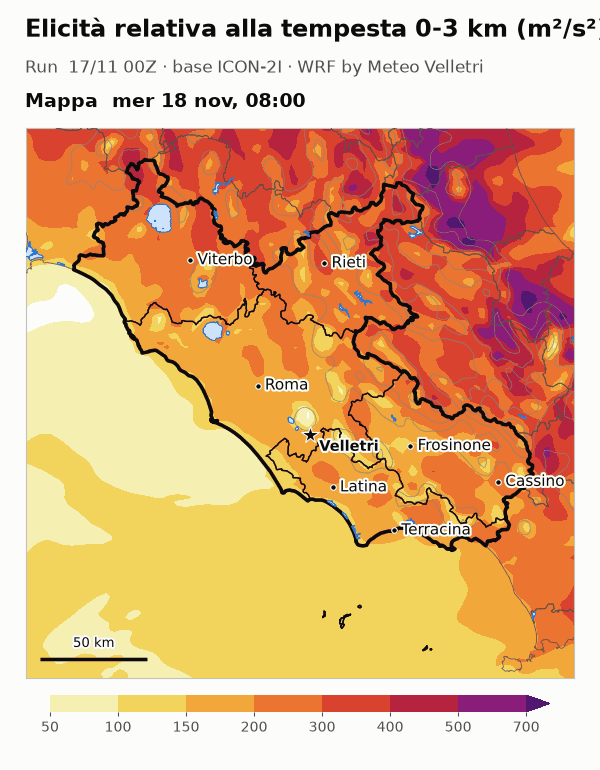 Elicità relativa alla tempesta 0-3 km (m²/s²)
Run 17/11 00Z · base ICON-2I · WRF by Meteo Velletri
Mappa mer 18 nov, 08:00
Viterbo
Rieti
Roma
Velletri
Frosinone
Latina
Cassino
Terracina
50 km
50 100 150 200 300 400 500 700